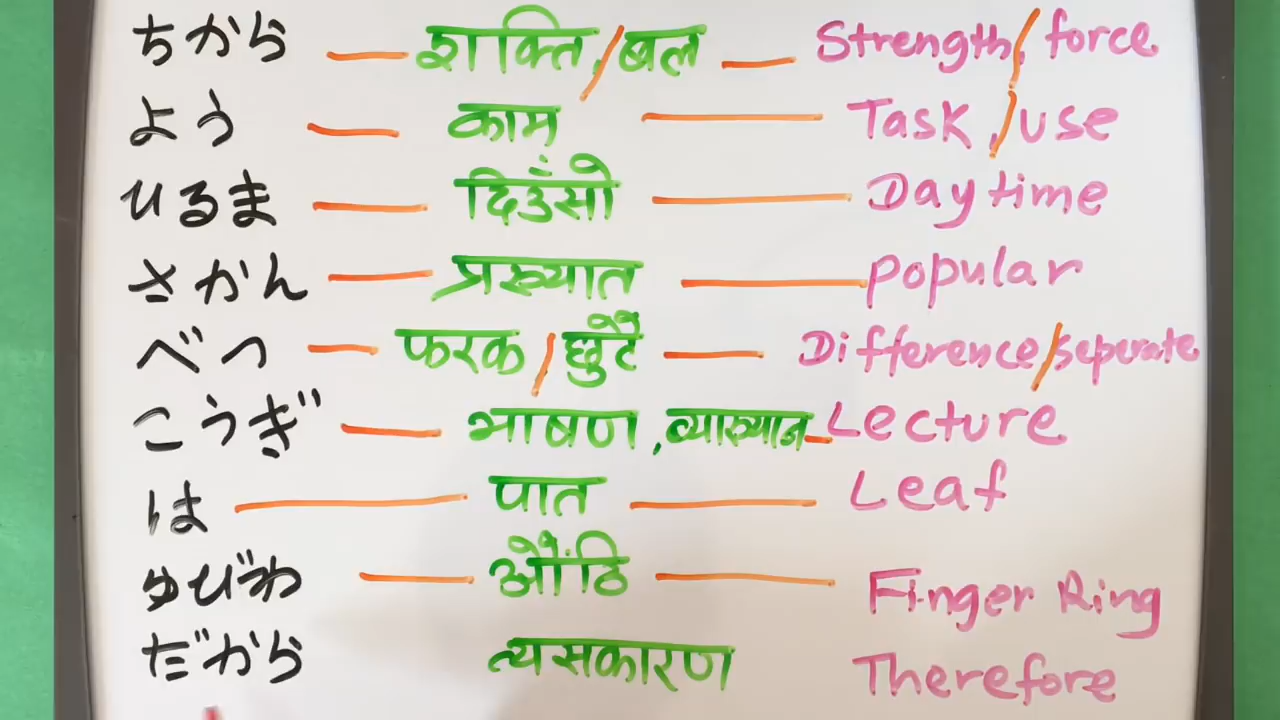 ちから — शक्ति/बल — Strength/force
よう — काम — Task/use
ひるま — दिउँसो — Day time
さかん — प्रख्यात — popular
べつ — फरक/छुटै — Difference/seperate
こうぎ — भाषण, व्याख्यान - Lecture
は — पात — Leaf
ゆびわ — औंठि — Finger Ring
だから त्यसकारण Therefore